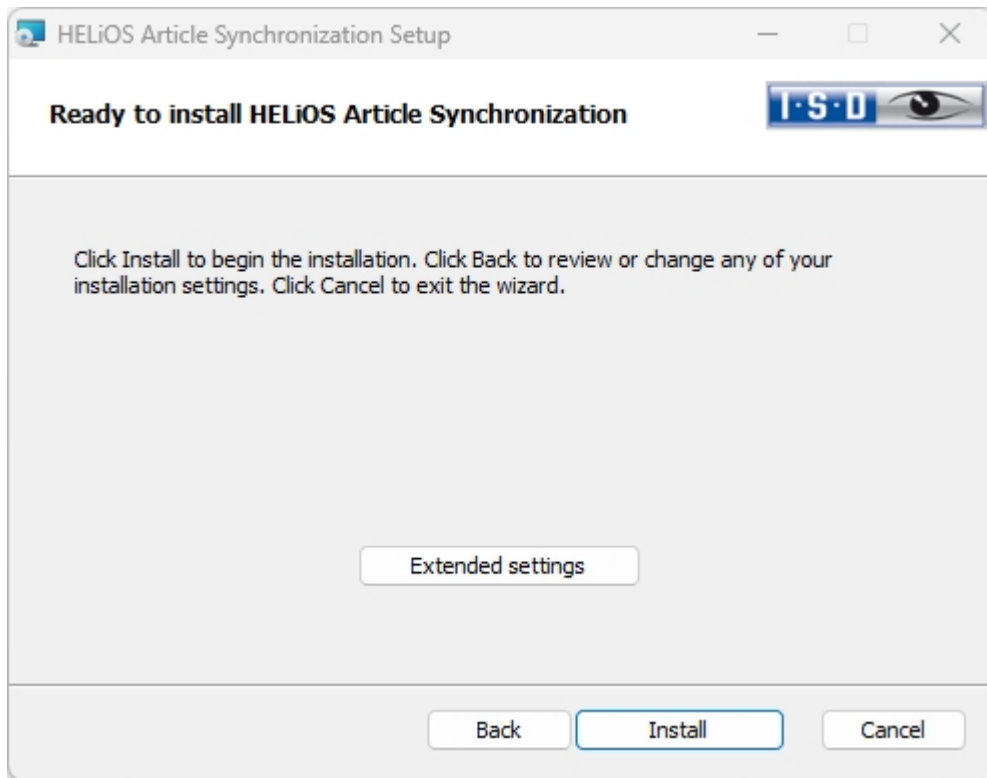 HELiOS Article Synchronization Setup
Ready to install HELiOS Article Synchronization
I·S·D
Click Install to begin the installation. Click Back to review or change any of your
installation settings. Click Cancel to exit the wizard.
Extended settings
Back
Install
Cancel